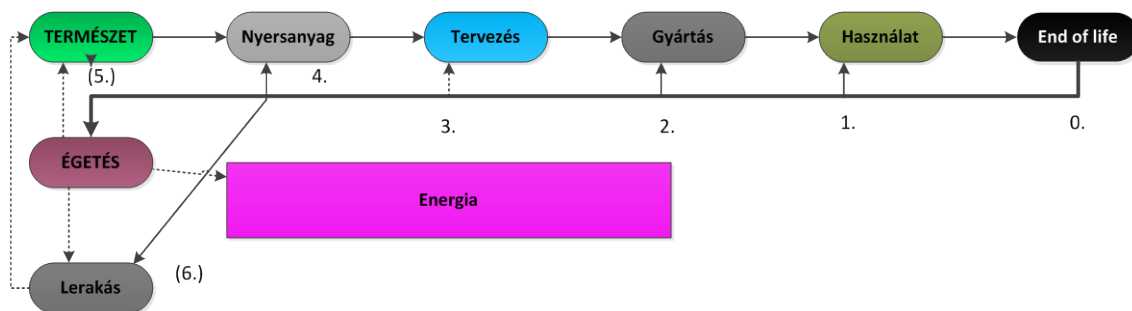 TERMÉSZET
Nyersanyag
Tervezés
Gyártás
Használat
End of life
(5.)
4.
3.
2.
1.
0.
ÉGETÉS
Energia
(6.)
Lerakás